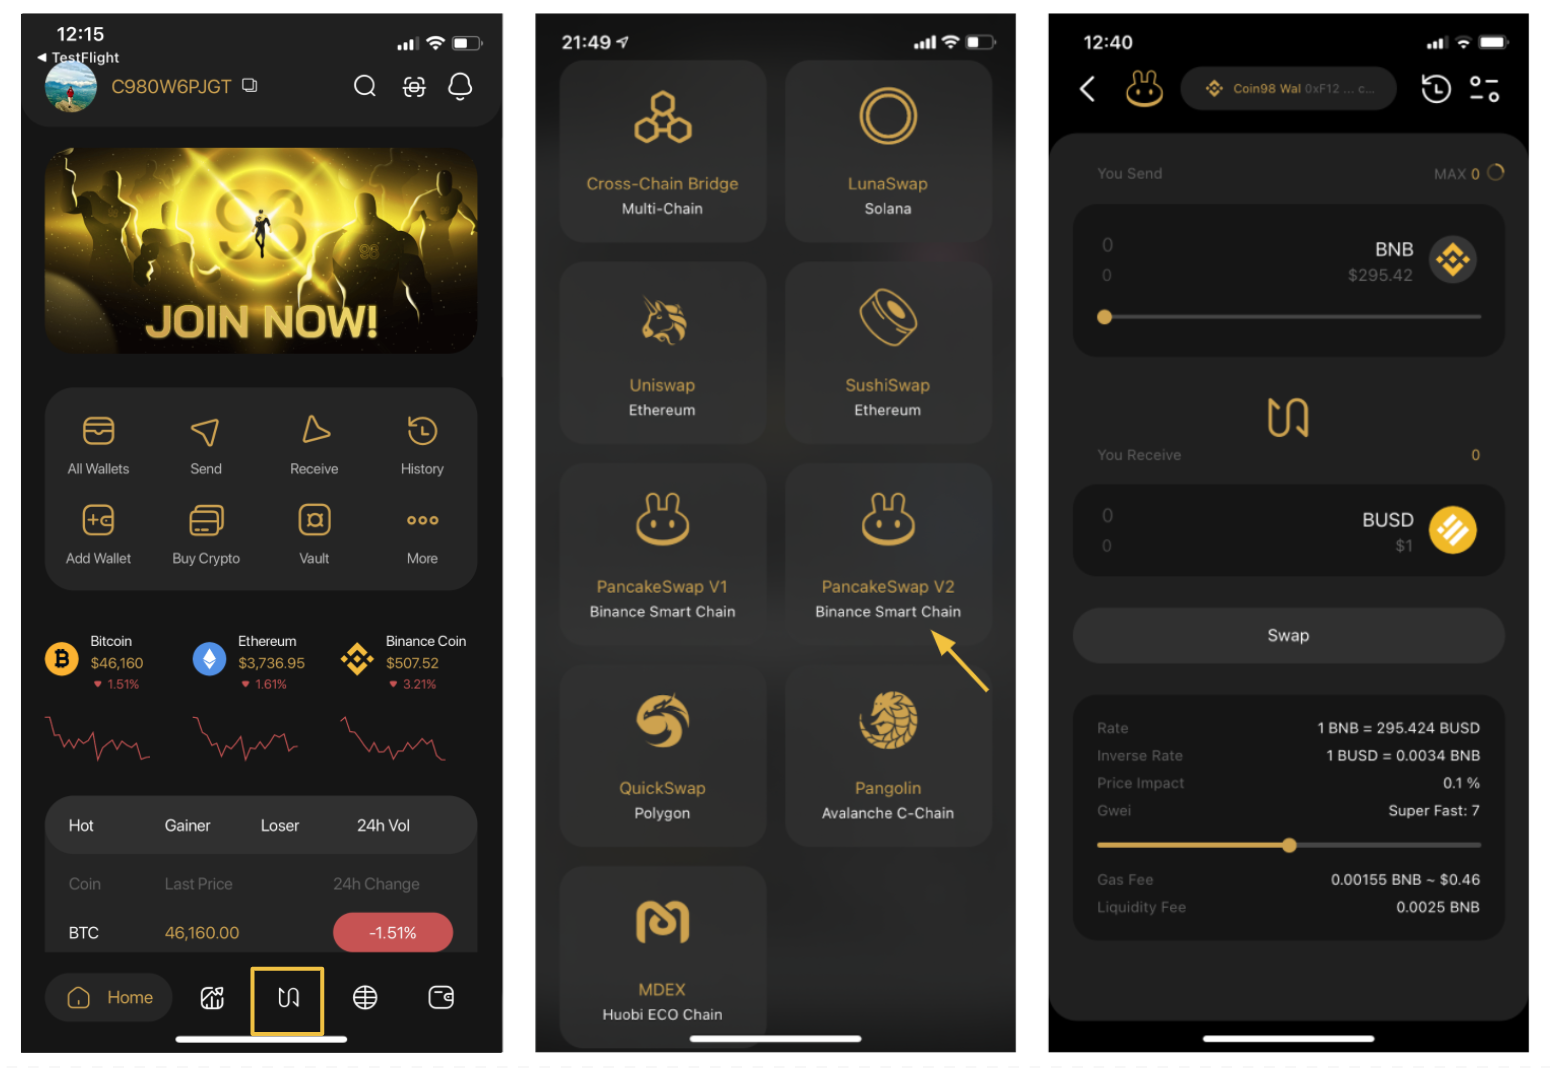 12:15
TestFlight
C980W6PJGT
98
98
JOIN NOW!
All Wallets
Send
Receive
History
Add Wallet
Buy Crypto
Vault
More
Bitcoin
$46,160
1.51%
Ethereum
$3,736.95
1.61%
Binance Coin
$507.52
3.21%
Hot
Gainer
Loser
24h Vol
Coin
Last Price
24h Change
BTC
46,160.00
-1.51%
Home
21:49
Cross-Chain Bridge
Multi-Chain
LunaSwap
Solana
Uniswap
Ethereum
SushiSwap
Ethereum
PancakeSwap V1
Binance Smart Chain
PancakeSwap V2
Binance Smart Chain
QuickSwap
Polygon
Pangolin
Avalanche C-Chain
MDEX
Huobi ECO Chain
12:40
Coin98 Wal 0xF12 ... c...
You Send
MAX 0
0
BNB
0
$295.42
You Receive
0
0
BUSD
0
$1
Swap
Rate
1 BNB = 295.424 BUSD
Inverse Rate
1 BUSD = 0.0034 BNB
Price Impact
0.1 %
Gwei
Super Fast: 7
Gas Fee
0.00155 BNB ~ $0.46
Liquidity Fee
0.0025 BNB